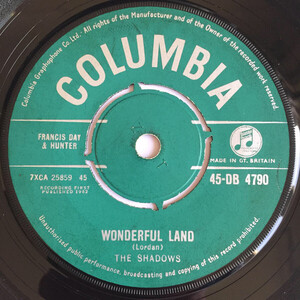 All rights of the Manufacturer and of the Owner of the recorded work reserved.
Columbia Graphophone Co. Ltd.
COLUMBIA
FRANCIS DAY
& HUNTER
MADE IN GT. BRITAIN
7XCA 25859 45
45-DB 4790
RECORDING FIRST
PUBLISHED 1962
WONDERFUL LAND
(Lordan)
THE SHADOWS
Unauthorised public performance, broadcasting and copying of this record prohibited.